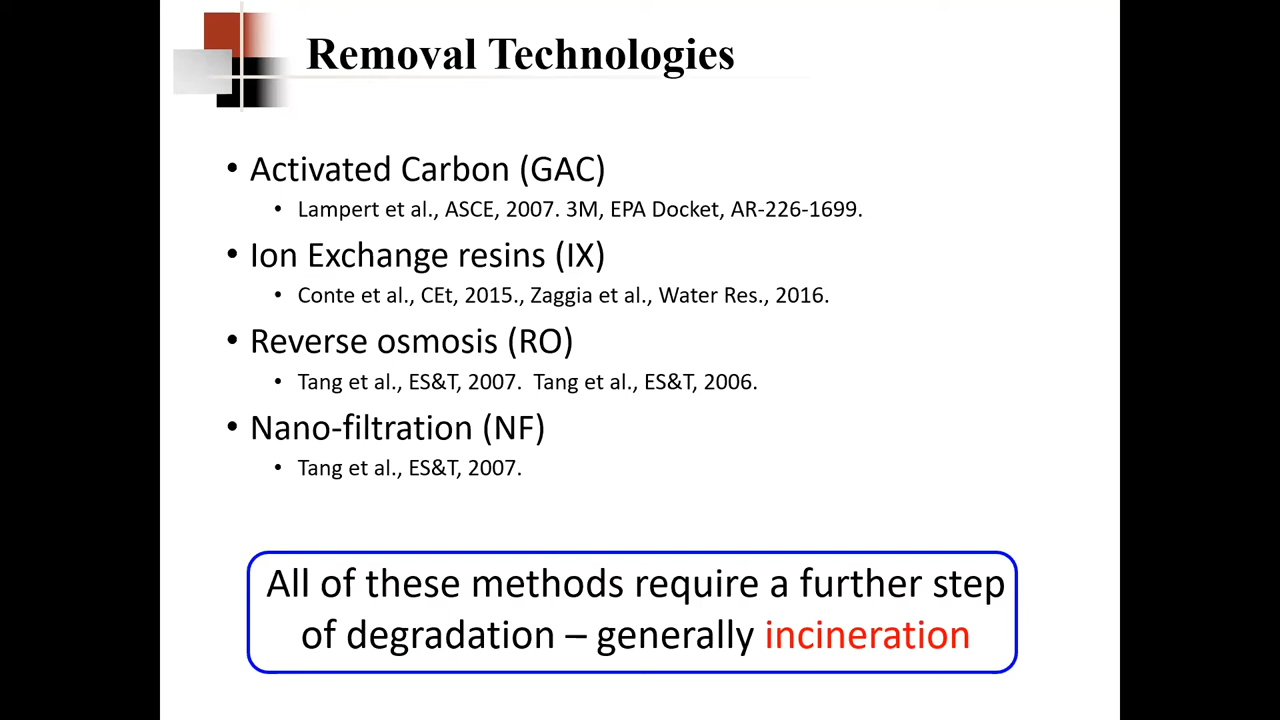 Removal Technologies
• Activated Carbon (GAC)
• Lampert et al., ASCE, 2007. 3M, EPA Docket, AR-226-1699.
• Ion Exchange resins (IX)
• Conte et al., CEt, 2015., Zaggia et al., Water Res., 2016.
• Reverse osmosis (RO)
• Tang et al., ES&T, 2007.  Tang et al., ES&T, 2006.
• Nano-filtration (NF)
• Tang et al., ES&T, 2007.
All of these methods require a further step
of degradation – generally incineration